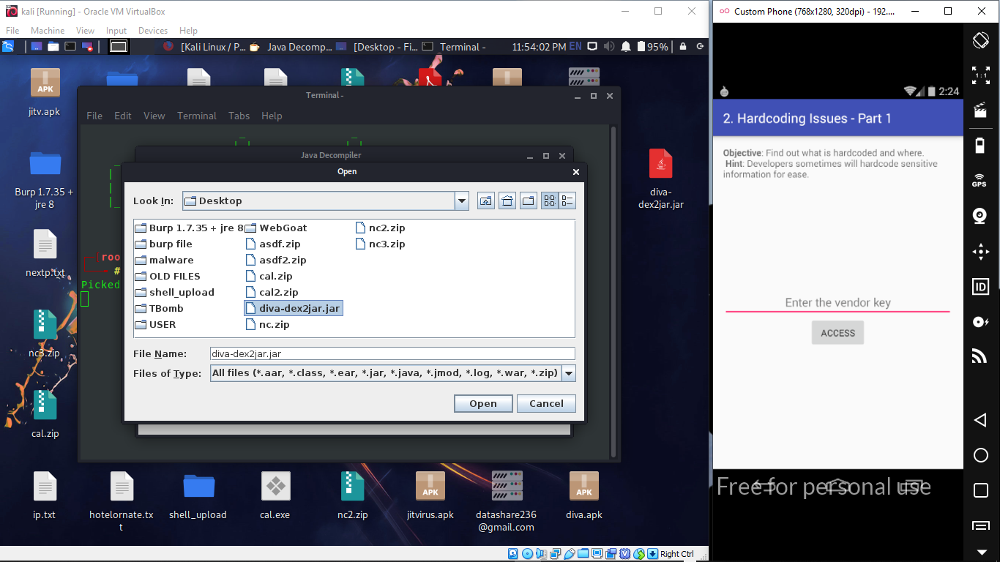 kali [Running] - Oracle VM VirtualBox
File Machine View Input Devices Help
[Kali Linux / P... Java Decomp... [Desktop - Fi... Terminal - 11:54:02 PM EN 95%
APK
jitv.apk
Burp 1.7.35 + jre 8
nextp.txt
nc3.zip
cal.zip
Terminal -
File Edit View Terminal Tabs Help
roo
#
Picked
Java Decompiler
Open
Look In: Desktop
Burp 1.7.35 + jre 8 WebGoat nc2.zip
burp file asdf.zip nc3.zip
malware asdf2.zip
OLD FILES cal.zip
shell_upload cal2.zip
TBomb diva-dex2jar.jar
USER nc.zip
File Name: diva-dex2jar.jar
Files of Type: All files (*.aar, *.class, *.ear, *.jar, *.java, *.jmod, *.log, *.war, *.zip)
Open Cancel
diva-dex2jar.jar
ip.txt
hotelornate.txt
shell_upload
cal.exe
nc2.zip
APK
jitvirus.apk
datashare236@gmail.com
APK
diva.apk
Right Ctrl
Custom Phone (768x1280, 320dpi) - 192....
2:24
2. Hardcoding Issues - Part 1
Objective: Find out what is hardcoded and where.
Hint: Developers sometimes will hardcode sensitive
information for ease.
Enter the vendor key
ACCESS
Free for personal use
1:1
GPS
ID